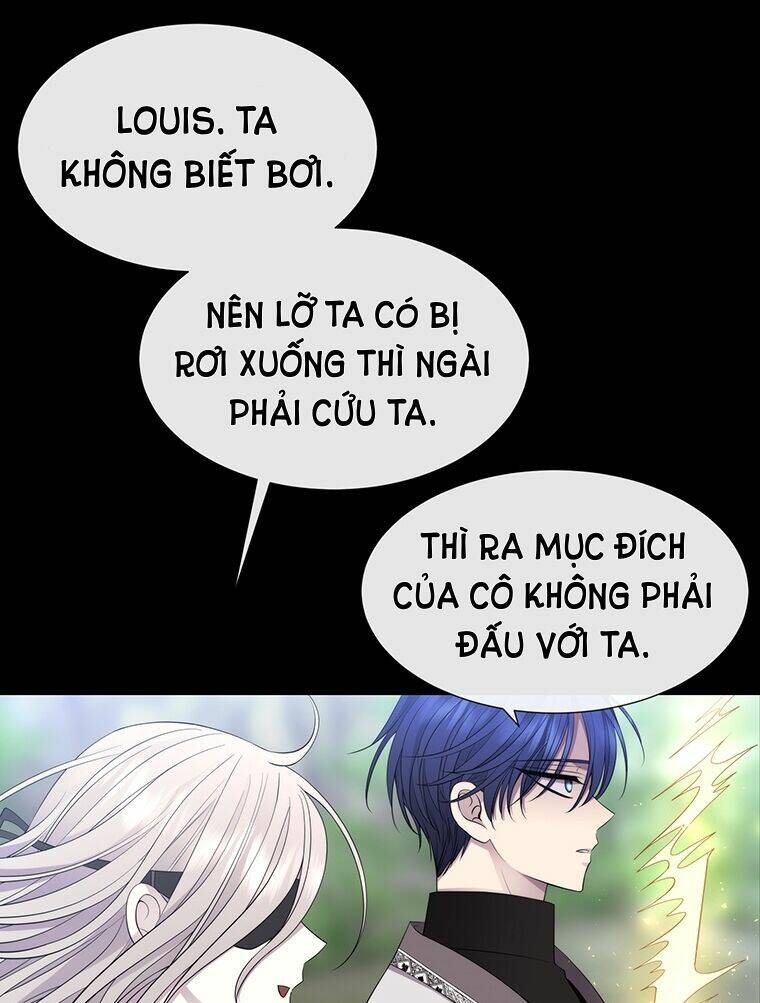 LOUIS. TA
KHÔNG BIẾT BƠI.
NÊN LỠ TA CÓ BỊ
RƠI XUỐNG THÌ NGÀI
PHẢI CỨU TA.
THÌ RA MỤC ĐÍCH
CỦA CÔ KHÔNG PHẢI
ĐẤU VỚI TA.